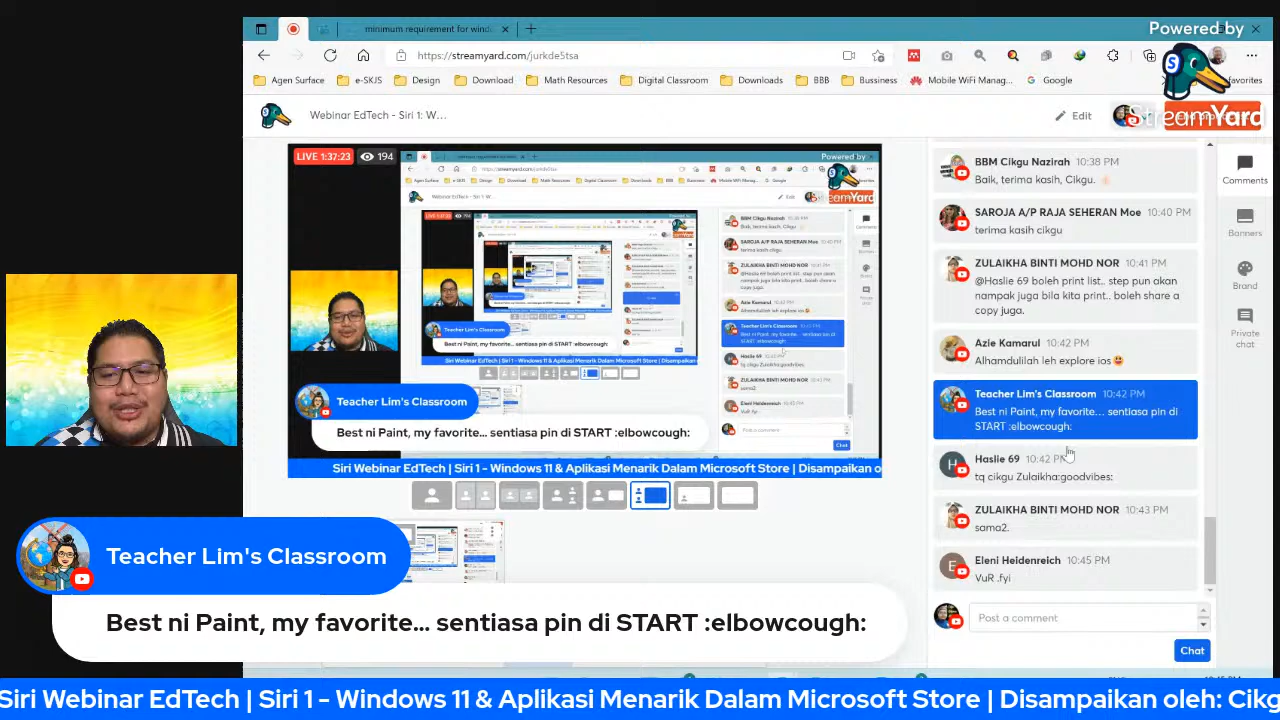 minimum requirement for wind
Powered by
https://streamyard.com/jurkde5tsa
Agen Surface
e-SKJS
Design
Download
Math Resources
Digital Classroom
Downloads
BBB
Bussiness
Mobile WiFi Manag...
Google
favorites
Webinar EdTech - Siri 1: W...
Edit
StreamYard
LIVE 1:37:23
194
BBM Cikgu Nazirah 10:38 PM
Baik, terima kasih, Cikgu.
SAROJA A/P RAJA SEHERAN Moe 10:40 PM
terima kasih cikgu
ZULAIKHA BINTI MOHD NOR 10:41 PM
@Haslie 69 boleh print list.. step pun akan
nampak juga bila kita print.. boleh share a
copy juga.
Azie Kamarul 10:42 PM
Alhamdulillah leh explore
Teacher Lim's Classroom 10:42 PM
Best ni Paint, my favorite... sentiasa pin di
START :elbowcough:
Haslie 69 10:42 PM
tq cikgu Zulaikha:goodvibes:
ZULAIKHA BINTI MOHD NOR 10:43 PM
sama2.
Eleni Heidenreich 10:45 PM
VuR .fyi
Post a comment
Chat
Comments
Banners
Brand
Private
chat
Teacher Lim's Classroom
Best ni Paint, my favorite... sentiasa pin di START :elbowcough:
Siri Webinar EdTech | Siri 1 - Windows 11 & Aplikasi Menarik Dalam Microsoft Store | Disampaikan o
Teacher Lim's Classroom
Best ni Paint, my favorite... sentiasa pin di START :elbowcough:
Siri Webinar EdTech | Siri 1 - Windows 11 & Aplikasi Menarik Dalam Microsoft Store | Disampaikan oleh: Cikg